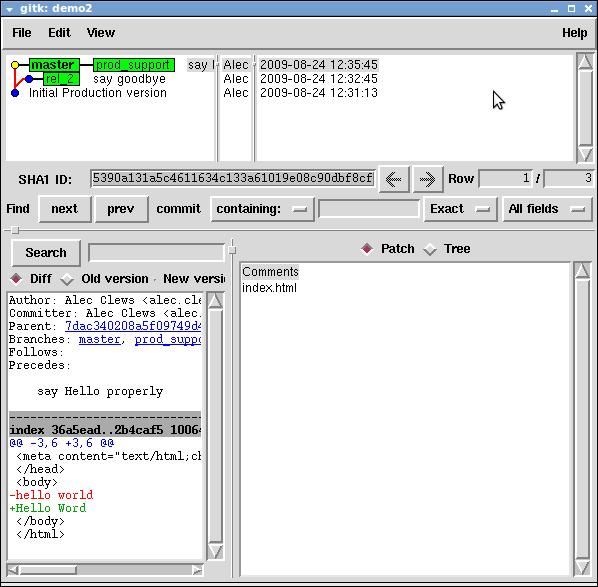 gitk: demo2
File Edit View Help
master prod_support say Alec 2009-08-24 12:35:45
rel_2 say goodbye Alec 2009-08-24 12:32:45
Initial Production version Alec 2009-08-24 12:31:13
SHA1 ID: 5390a131a5c4611634c133a61019e08c90dbf8cf Row 1 / 3
Find next prev commit containing: Exact All fields
Search
Patch Tree
Diff Old version New versi
Comments
index.html
Author: Alec Clews <alec.cle
Committer: Alec Clews <alec.
Parent: 7dac340208a5f09749d4
Branches: master, prod_suppo
Follows:
Precedes:
say Hello properly
index 36a5ead..2b4caf5 10064
@@ -3,6 +3,6 @@
<meta content="text/html;ch
</head>
<body>
-hello world
+Hello Word
</body>
</html>